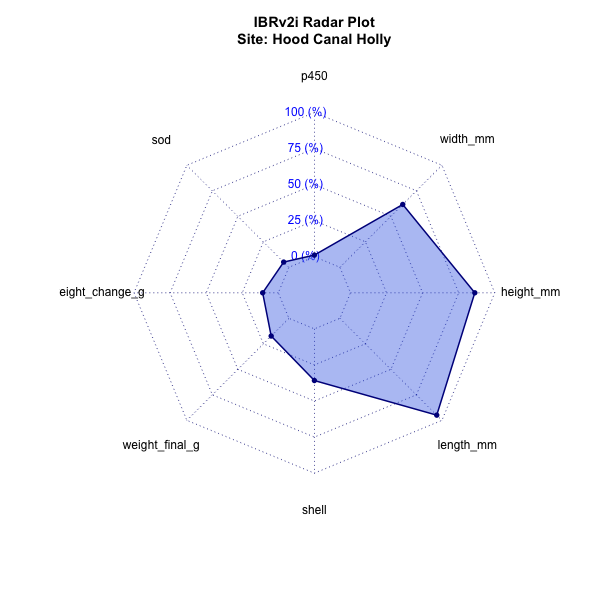 IBRv2i Radar Plot
Site: Hood Canal Holly
p450
100 (%)
sod
width_mm
75 (%)
50 (%)
25 (%)
0 (%)
eight_change_g
height_mm
weight_final_g
length_mm
shell